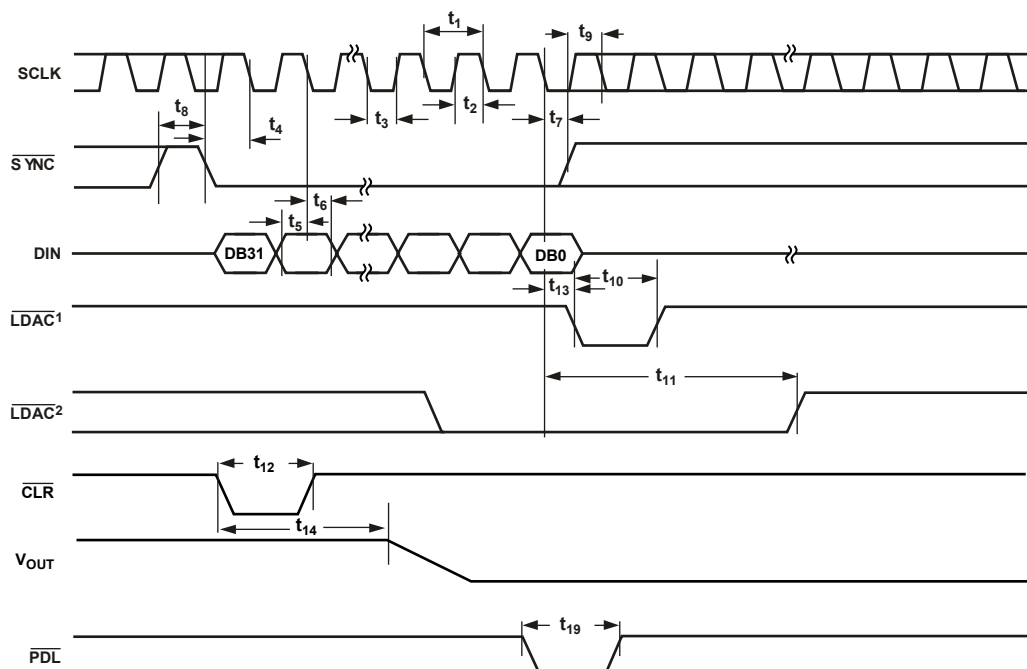 t1
t9
SCLK
t8
t4
t3
t2
t7
SYNC
t6
t5
DIN
DB31
DB0
t10
t13
LDAC1
t11
LDAC2
t12
CLR
t14
VOUT
t19
PDL